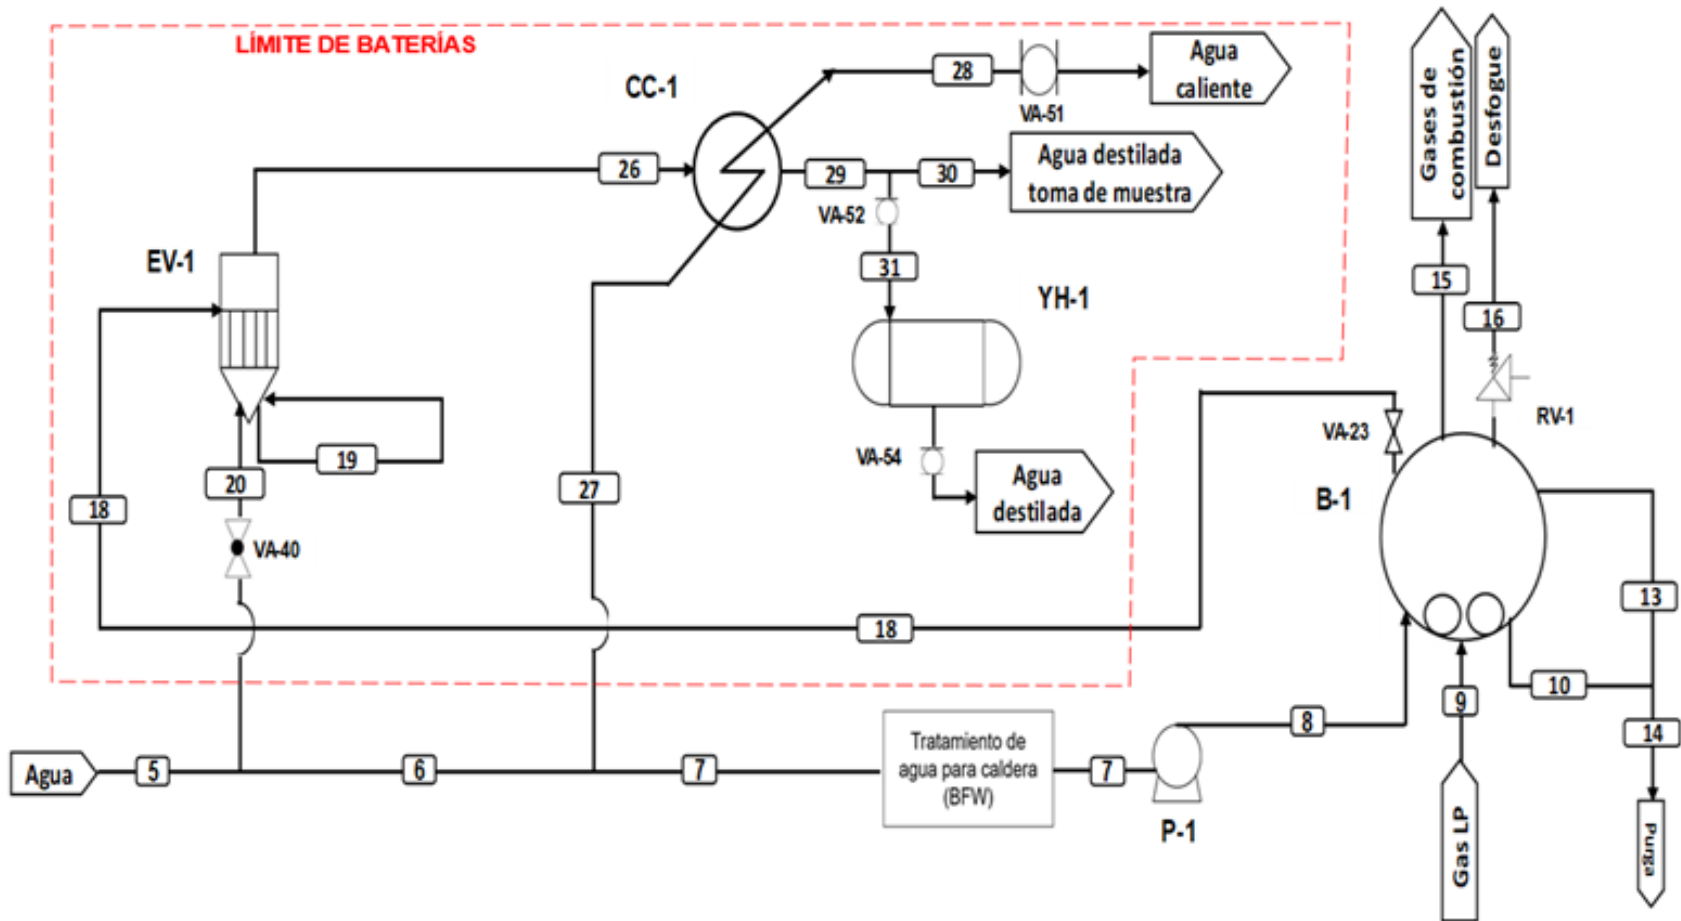 LÍMITE DE BATERÍAS
CC-1
28
VA-51
Agua
caliente
26
29
30
Agua destilada
toma de muestra
VA-52
31
EV-1
YH-1
VA-54
Agua
destilada
19
20
VA-40
18
27
18
Gases de
combustión
Desfogue
15
16
RV-1
VA-23
B-1
13
10
14
9
8
Agua
5
6
7
Tratamiento de
agua para caldera
(BFW)
7
P-1
Gas LP
Purga